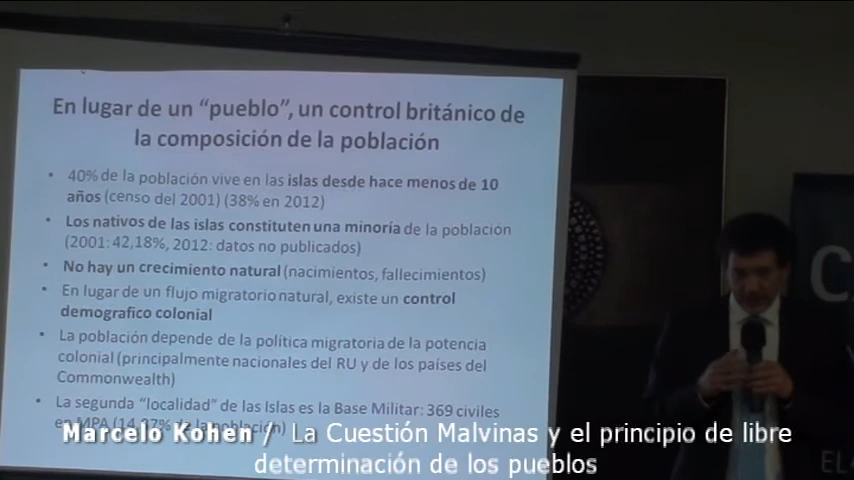 En lugar de un “pueblo”, un control británico de
la composición de la población
• 40% de la población vive en las islas desde hace menos de 10
años (censo del 2001) (38% en 2012)
• Los nativos de las islas constituten una minoría de la población
(2001: 42,18%, 2012: datos no publicados)
• No hay un crecimiento natural (nacimientos, fallecimientos)
• En lugar de un flujo migratorio natural, existe un control
demografico colonial
• La población depende de la política migratoria de la potencia
colonial (principalmente nacionales del RU y de los países del
Commonwealth)
• La segunda “localidad” de las Islas es la Base Militar: 369 civiles
en MPA de la población)
Marcelo Kohen / La Cuestión Malvinas y el principio de libre
determinación de los pueblos